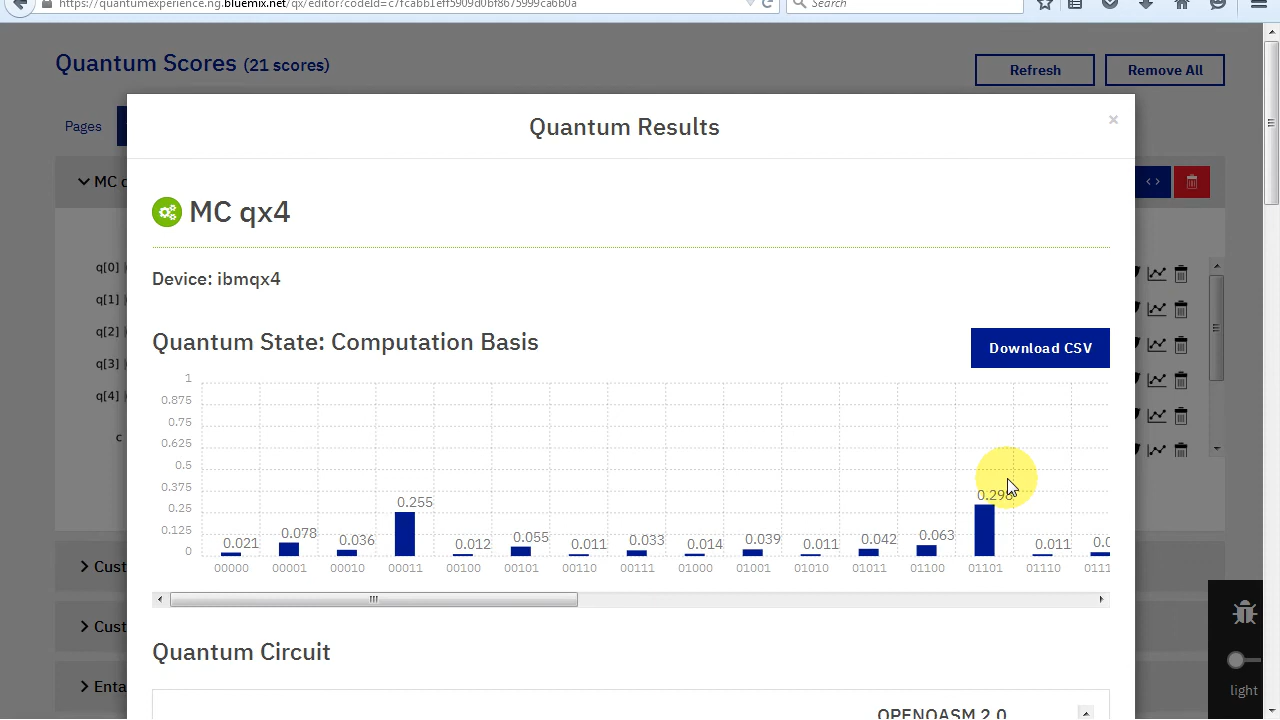 https://quantumexperience.ng.bluemix.net/qx/editor?codeId=c7fcabb1eff5909d0bf8675999ca6b0a
Search
Quantum Scores (21 scores)
Refresh
Remove All
Pages
Quantum Results
×
MC
MC qx4
q[0]
q[1]
q[2]
q[3]
q[4]
c
Device: ibmqx4
Quantum State: Computation Basis
Download CSV
1
0.875
0.75
0.625
0.5
0.375
0.25
0.125
0
0.021 0.078 0.036 0.255 0.012 0.055 0.011 0.033 0.014 0.039 0.011 0.042 0.063 0.011
00000 00001 00010 00011 00100 00101 00110 00111 01000 01001 01010 01011 01100 01101 01110
Cust
Cust
Enta
Quantum Circuit
OPENQASM 2.0
light